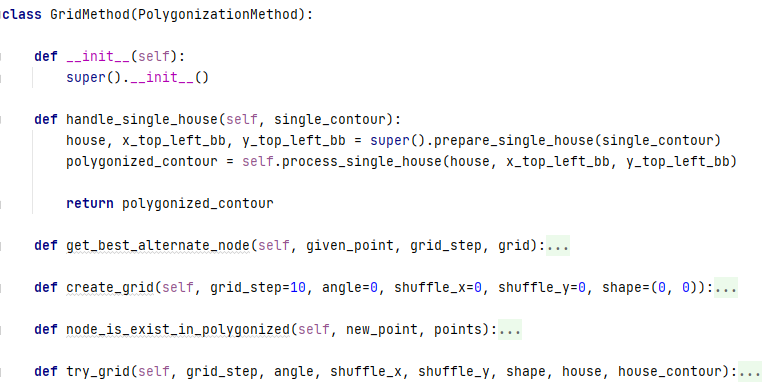 class GridMethod(PolygonizationMethod):
    def __init__(self):
        super().__init__()
    def handle_single_house(self, single_contour):
        house, x_top_left_bb, y_top_left_bb = super().prepare_single_house(single_contour)
        polygonized_contour = self.process_single_house(house, x_top_left_bb, y_top_left_bb)
        return polygonized_contour
    def get_best_alternate_node(self, given_point, grid_step, grid):...
    def create_grid(self, grid_step=10, angle=0, shuffle_x=0, shuffle_y=0, shape=(0, 0)):...
    def node_is_exist_in_polygonized(self, new_point, points):...
    def try_grid(self, grid_step, angle, shuffle_x, shuffle_y, shape, house, house_contour):...